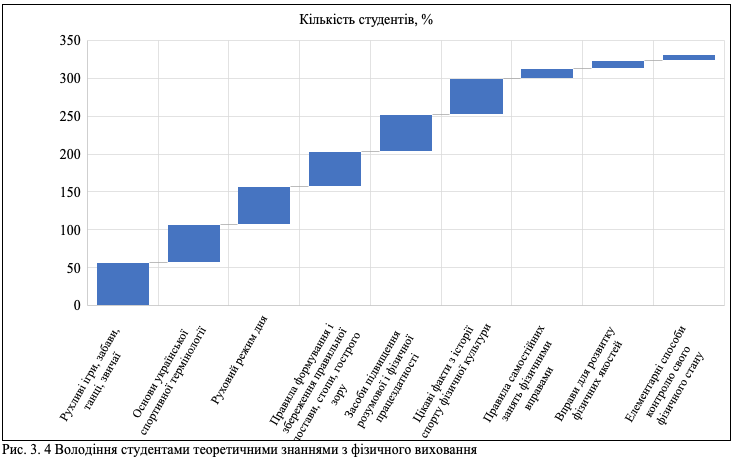 Кількість студентів, %
350
300
250
200
150
100
50
0
Рухливі ігри, забави,
танці, звичаї
Основи української
спортивної термінології
Руховий режим дня
Правила формування і
збереження правильної
постави, стопи, гострого
зору
Засоби підвищення
розумової і фізичної
працездатності
Цікаві факти з історії
спорту фізичної культури
Правила самостійних
занять фізичними
вправами
Вправи для розвитку
фізичних якостей
Елементарні способи
контролю свого
фізичного стану
Рис. 3. 4 Володіння студентами теоретичними знаннями з фізичного виховання